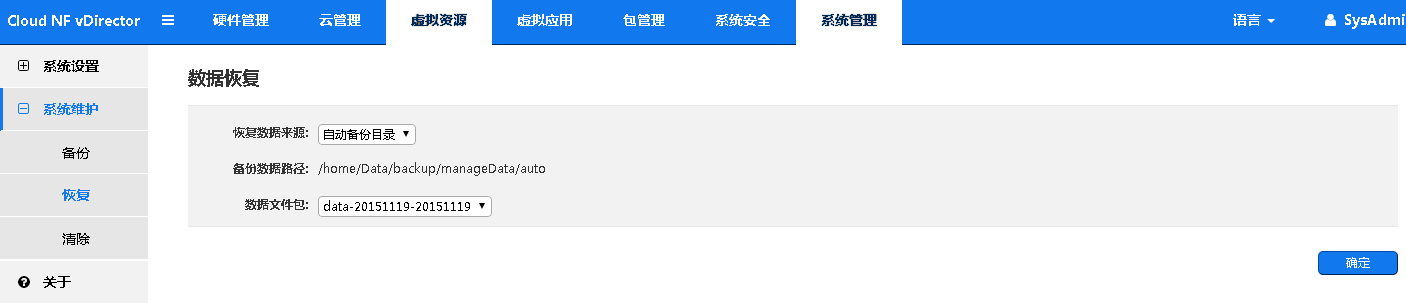 Cloud NF vDirector 硬件管理 云管理 虚拟资源 虚拟应用 包管理 系统安全 系统管理 语言 SysAdmi
系统设置
数据恢复
系统维护
恢复数据来源: 自动备份目录
备份
备份数据路径: /home/Data/backup/manageData/auto
恢复
数据文件包: data-20151119-20151119
清除
确定
关于